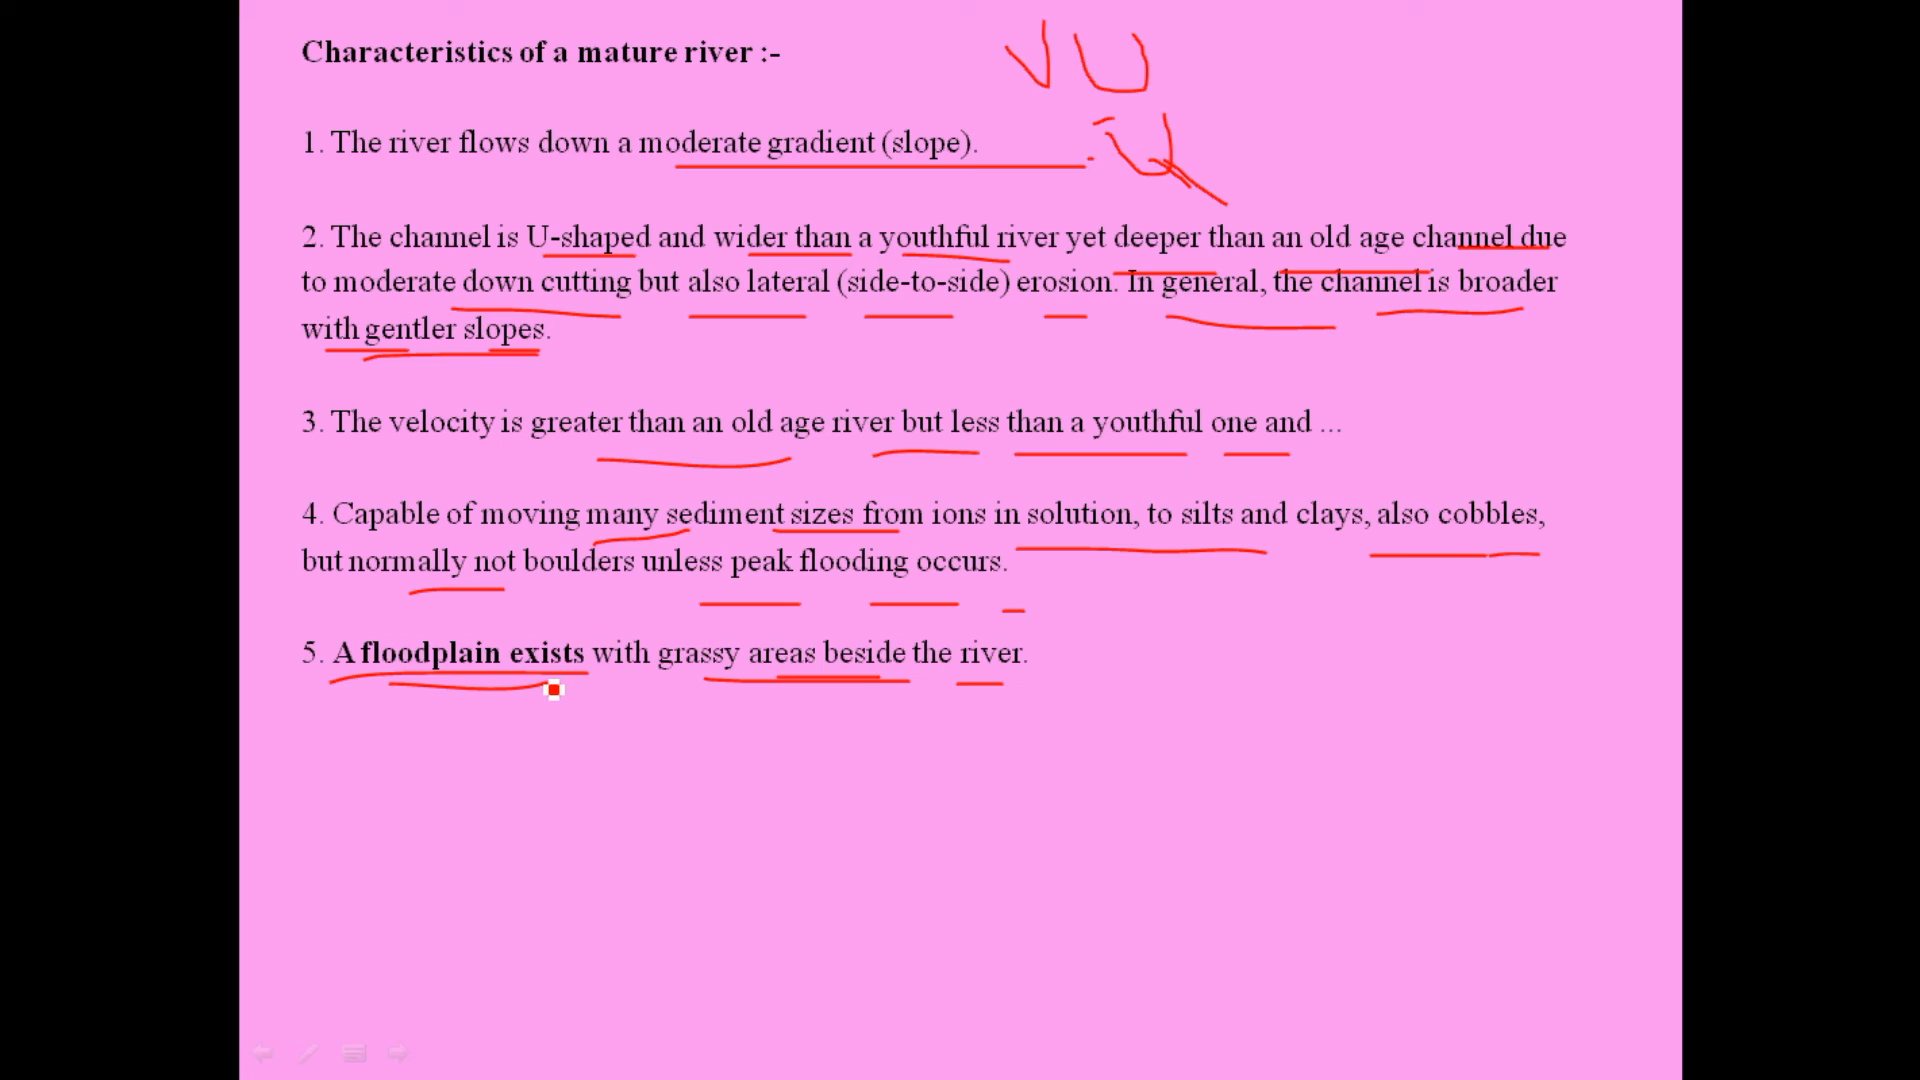 Characteristics of a mature river :-
V U
U
1. The river flows down a moderate gradient (slope).
2. The channel is U-shaped and wider than a youthful river yet deeper than an old age channel due
to moderate down cutting but also lateral (side-to-side) erosion. In general, the channel is broader
with gentler slopes.
3. The velocity is greater than an old age river but less than a youthful one and ...
4. Capable of moving many sediment sizes from ions in solution, to silts and clays, also cobbles,
but normally not boulders unless peak flooding occurs.
5. A floodplain exists with grassy areas beside the river.